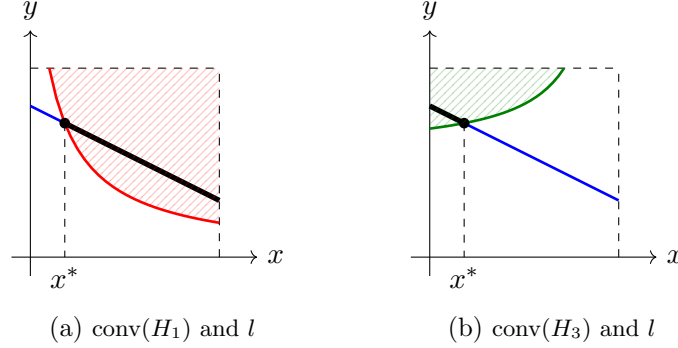 y
y
x
x
x*
x*
(a) conv(H₁) and l
(b) conv(H₃) and l